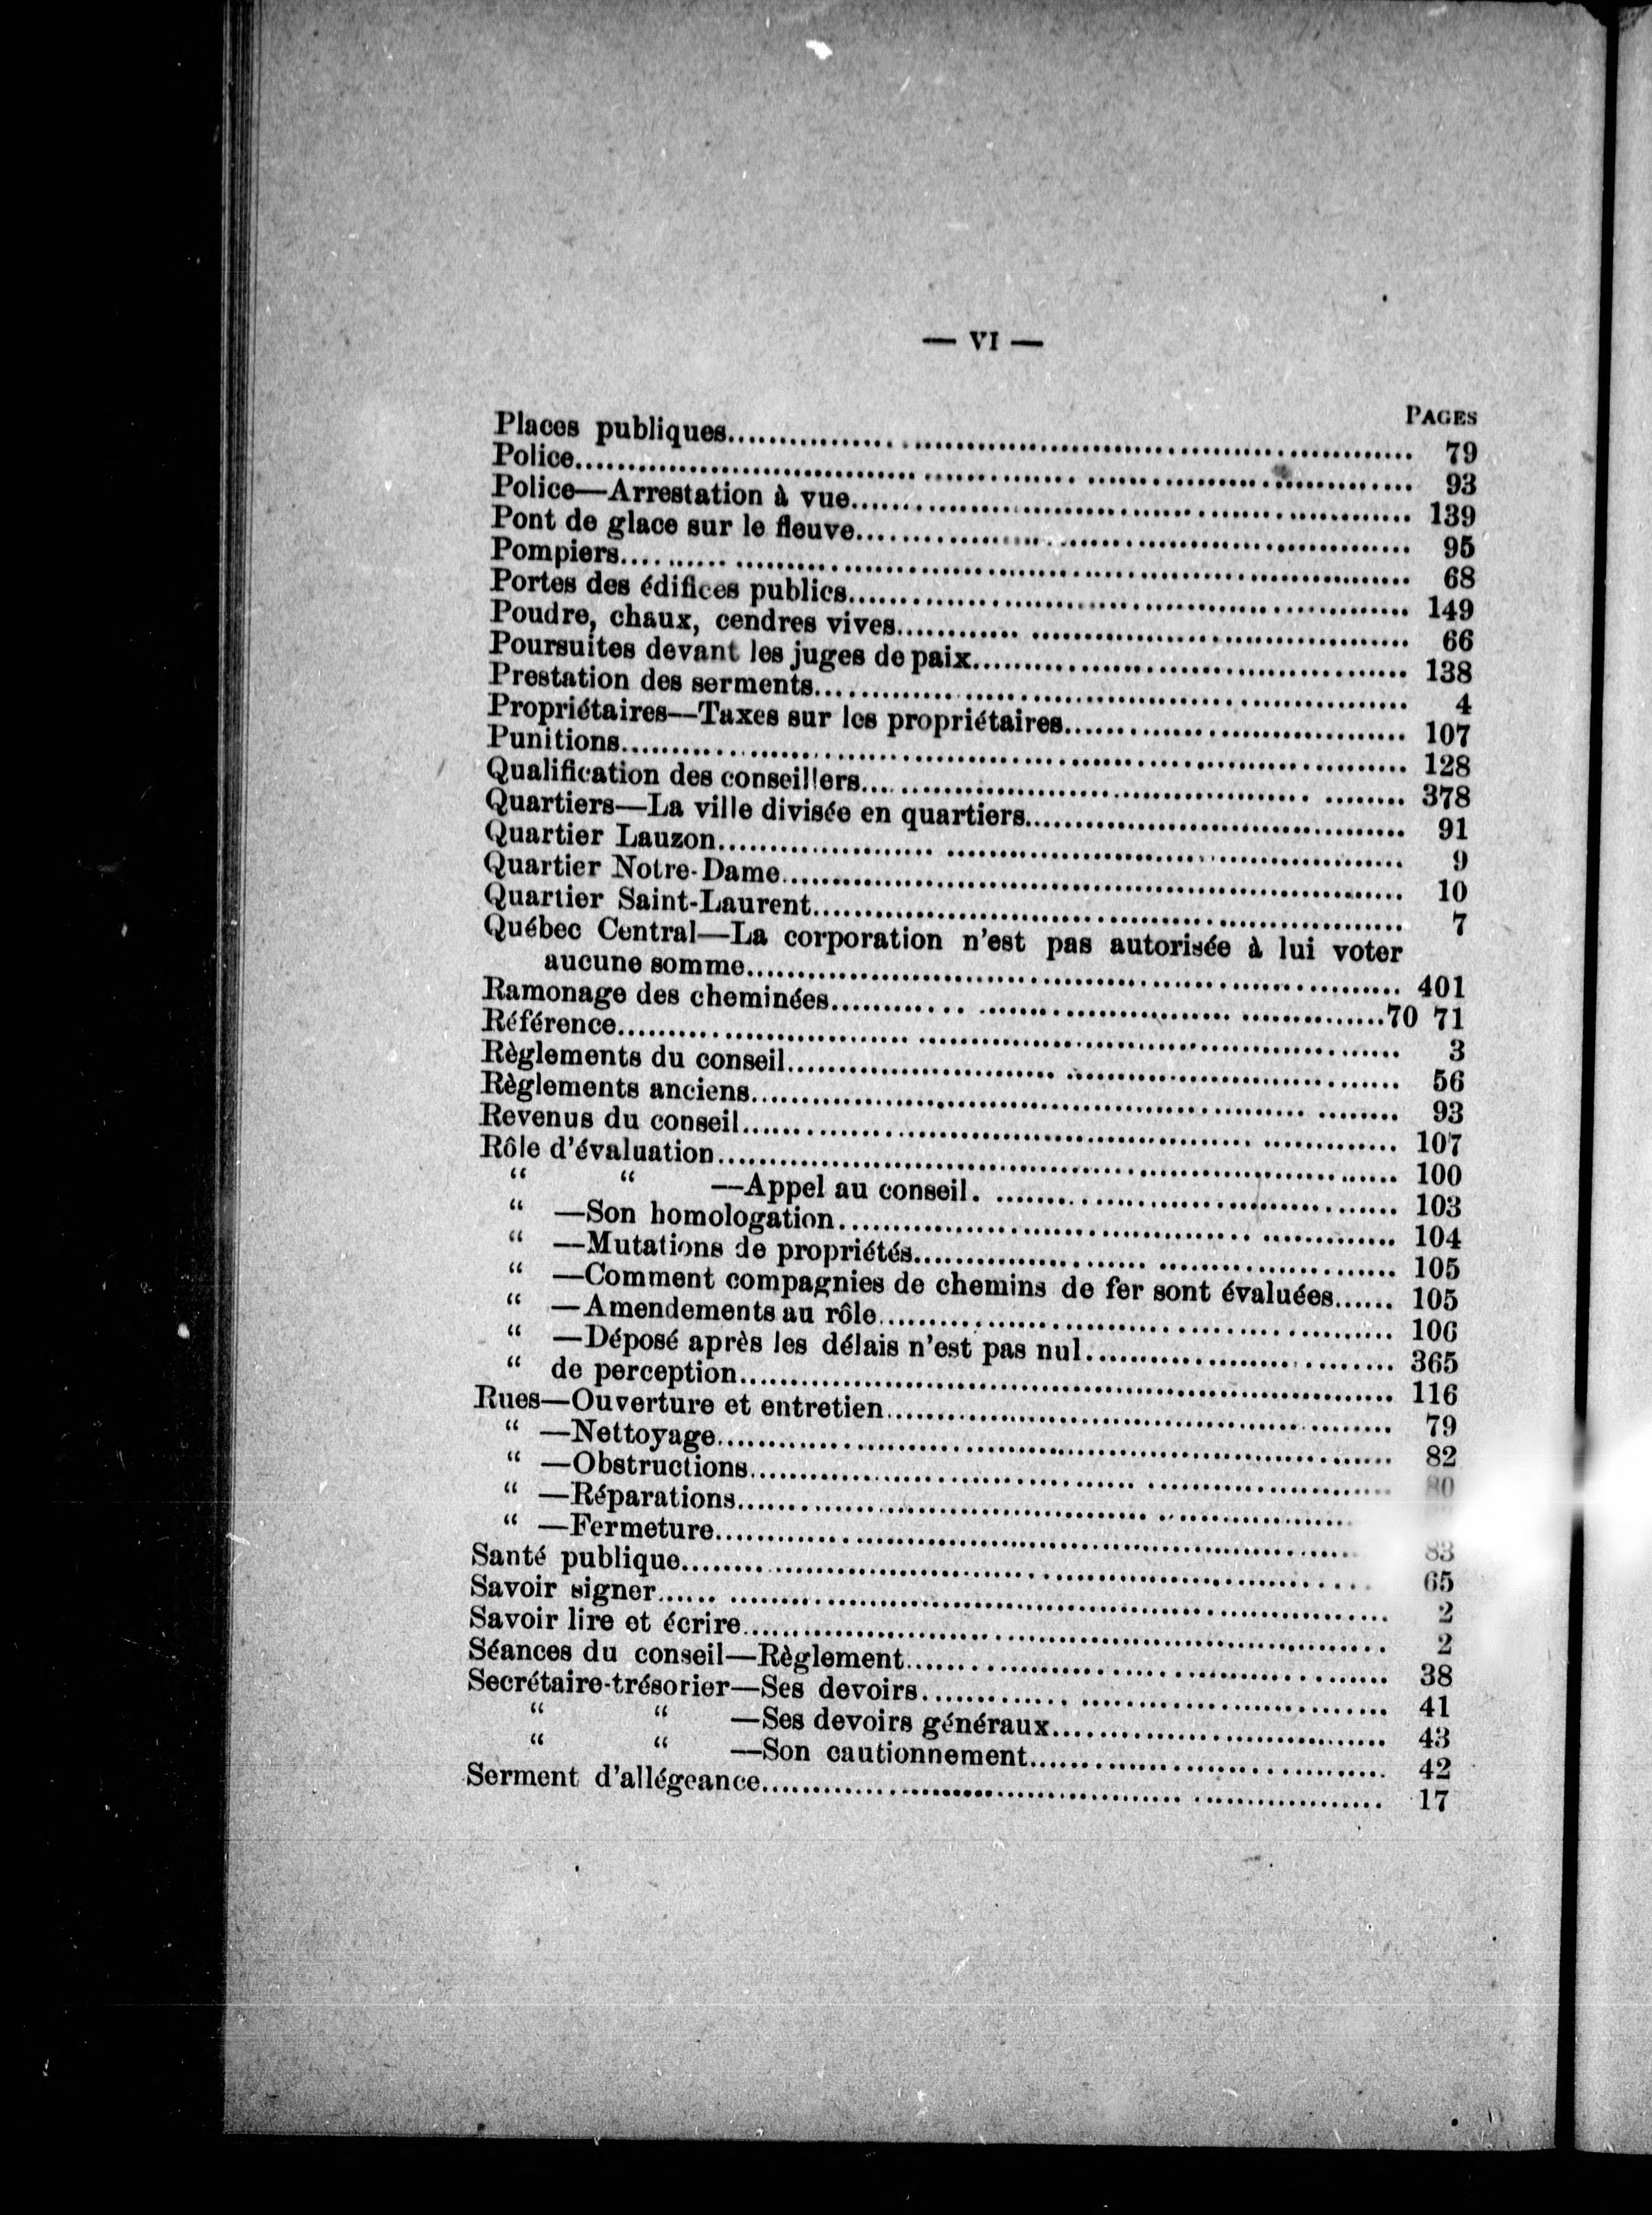 — VI —
PAGES
Places publiques........ 79
Police........ 93
Police—Arrestation à vue........ 139
Pont de glace sur le fleuve........ 95
Pompiers........ 68
Portes des édifices publics........ 149
Poudre, chaux, cendres vives........ 66
Poursuites devant les juges de paix........ 138
Prestation des serments........ 4
Propriétaires—Taxes sur les propriétaires........ 107
Punitions........ 128
Qualification des conseillers........ 378
Quartiers—La ville divisée en quartiers........ 91
Quartier Lauzon........ 9
Quartier Notre-Dame........ 10
Quartier Saint-Laurent........ 7
Québec Central—La corporation n'est pas autorisée à lui voter
aucune somme........ 401
Ramonage des cheminées........70 71
Référence........ 3
Règlements du conseil........ 56
Règlements anciens........ 93
Revenus du conseil........ 107
Rôle d'évaluation........ 100
“ “ —Appel au conseil........ 103
“ —Son homologation........ 104
“ —Mutations de propriétés........ 105
“ —Comment compagnies de chemins de fer sont évaluées...... 105
“ —Amendements au rôle........ 106
“ —Déposé après les délais n'est pas nul........ 365
“ de perception........ 116
Rues—Ouverture et entretien........ 79
“ —Nettoyage........ 82
“ —Obstructions........ 80
“ —Réparations........
“ —Fermeture........ 83
Santé publique........ 65
Savoir signer........ 2
Savoir lire et écrire........ 2
Séances du conseil—Règlement........ 38
Secrétaire-trésorier—Ses devoirs........ 41
“ “ —Ses devoirs généraux........ 43
“ “ —Son cautionnement........ 42
Serment d'allégeance........ 17